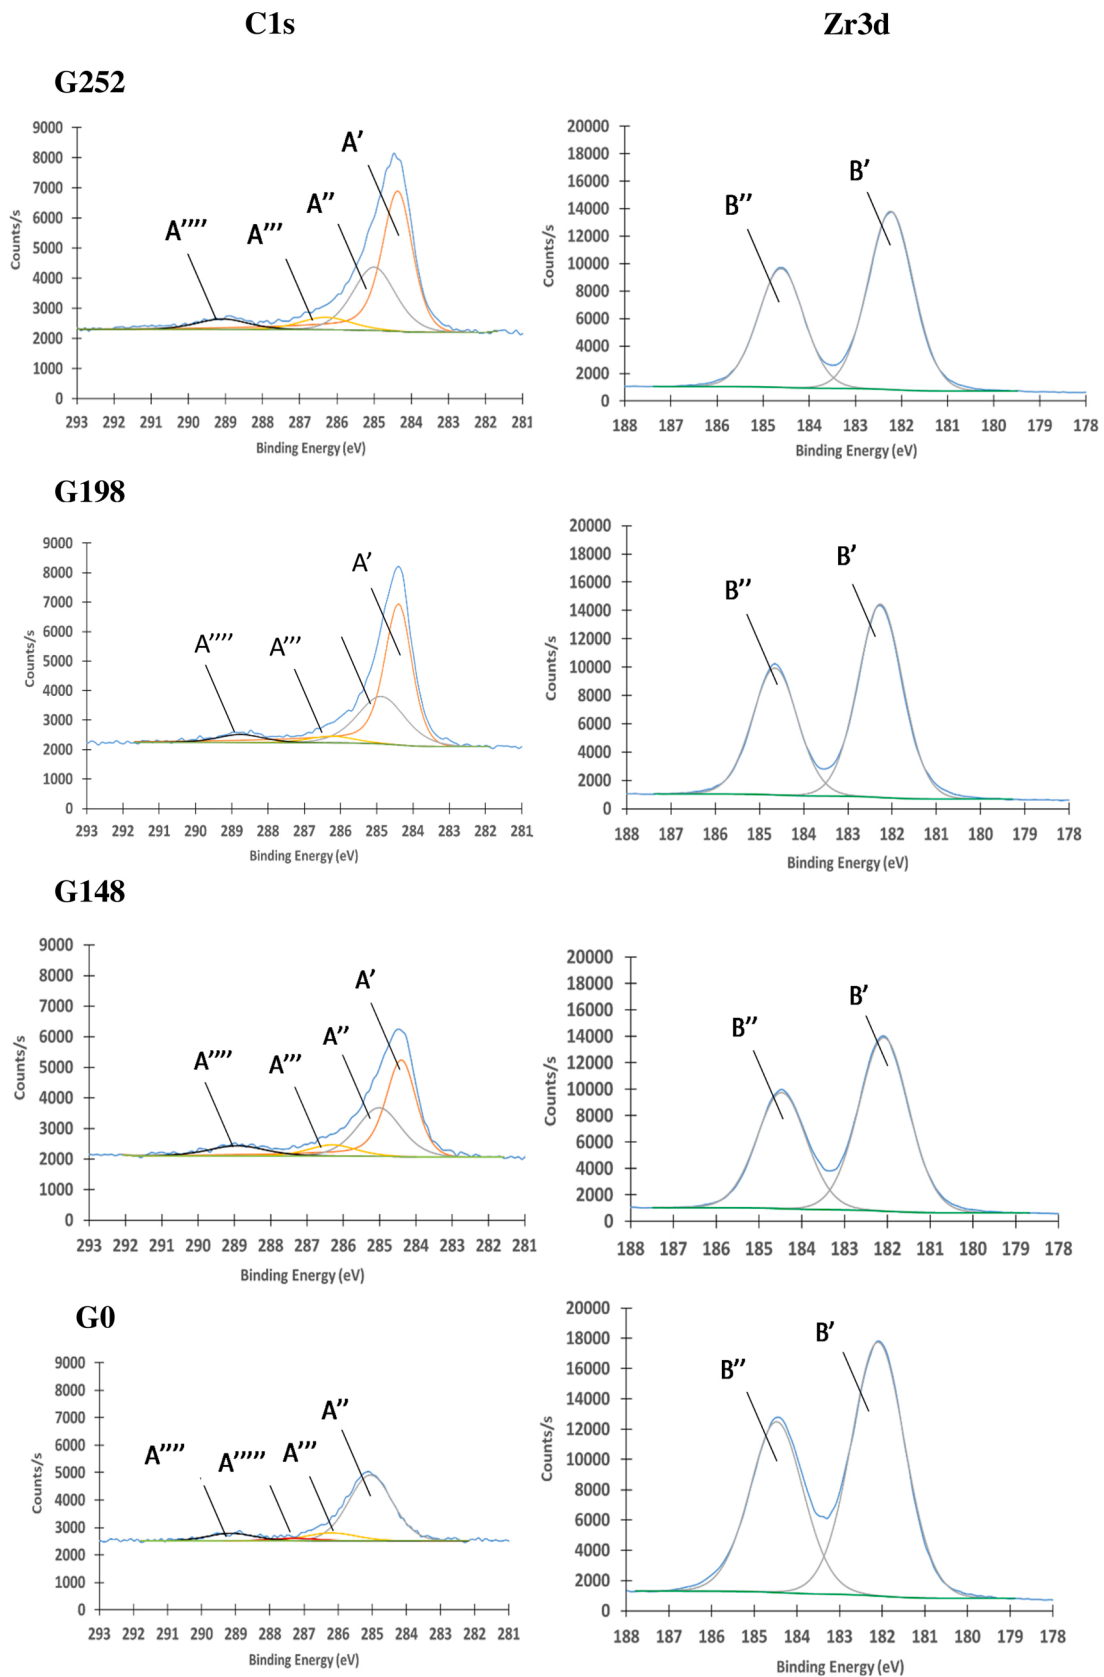 C1s Zr3d
G252
9000
8000
7000
6000
5000
4000
3000
2000
1000
0
Counts/s
A’
A’’
A’’’
A’’’’
293 292 291 290 289 288 287 286 285 284 283 282 281
Binding Energy (eV)
20000
18000
16000
14000
12000
10000
8000
6000
4000
2000
0
Counts/s
B’
B’’
188 187 186 185 184 183 182 181 180 179 178
Binding Energy (eV)
G198
9000
8000
7000
6000
5000
4000
3000
2000
1000
0
Counts/s
A’
A’’’
A’’’’
293 292 291 290 289 288 287 286 285 284 283 282 281
Binding Energy (eV)
20000
18000
16000
14000
12000
10000
8000
6000
4000
2000
0
Counts/s
B’
B’’
188 187 186 185 184 183 182 181 180 179 178
Binding Energy (eV)
G148
9000
8000
7000
6000
5000
4000
3000
2000
1000
0
Counts/s
A’
A’’
A’’’
A’’’’
293 292 291 290 289 288 287 286 285 284 283 282 281
Binding Energy (eV)
20000
18000
16000
14000
12000
10000
8000
6000
4000
2000
0
Counts/s
B’
B’’
188 187 186 185 184 183 182 181 180 179 178
Binding Energy (eV)
G0
9000
8000
7000
6000
5000
4000
3000
2000
1000
0
Counts/s
A’’
A’’’
A’’’’’
A’’’’
293 292 291 290 289 288 287 286 285 284 283 282 281
Binding Energy (eV)
20000
18000
16000
14000
12000
10000
8000
6000
4000
2000
0
Counts/s
B’
B’’
188 187 186 185 184 183 182 181 180 179 178
Binding Energy (eV)